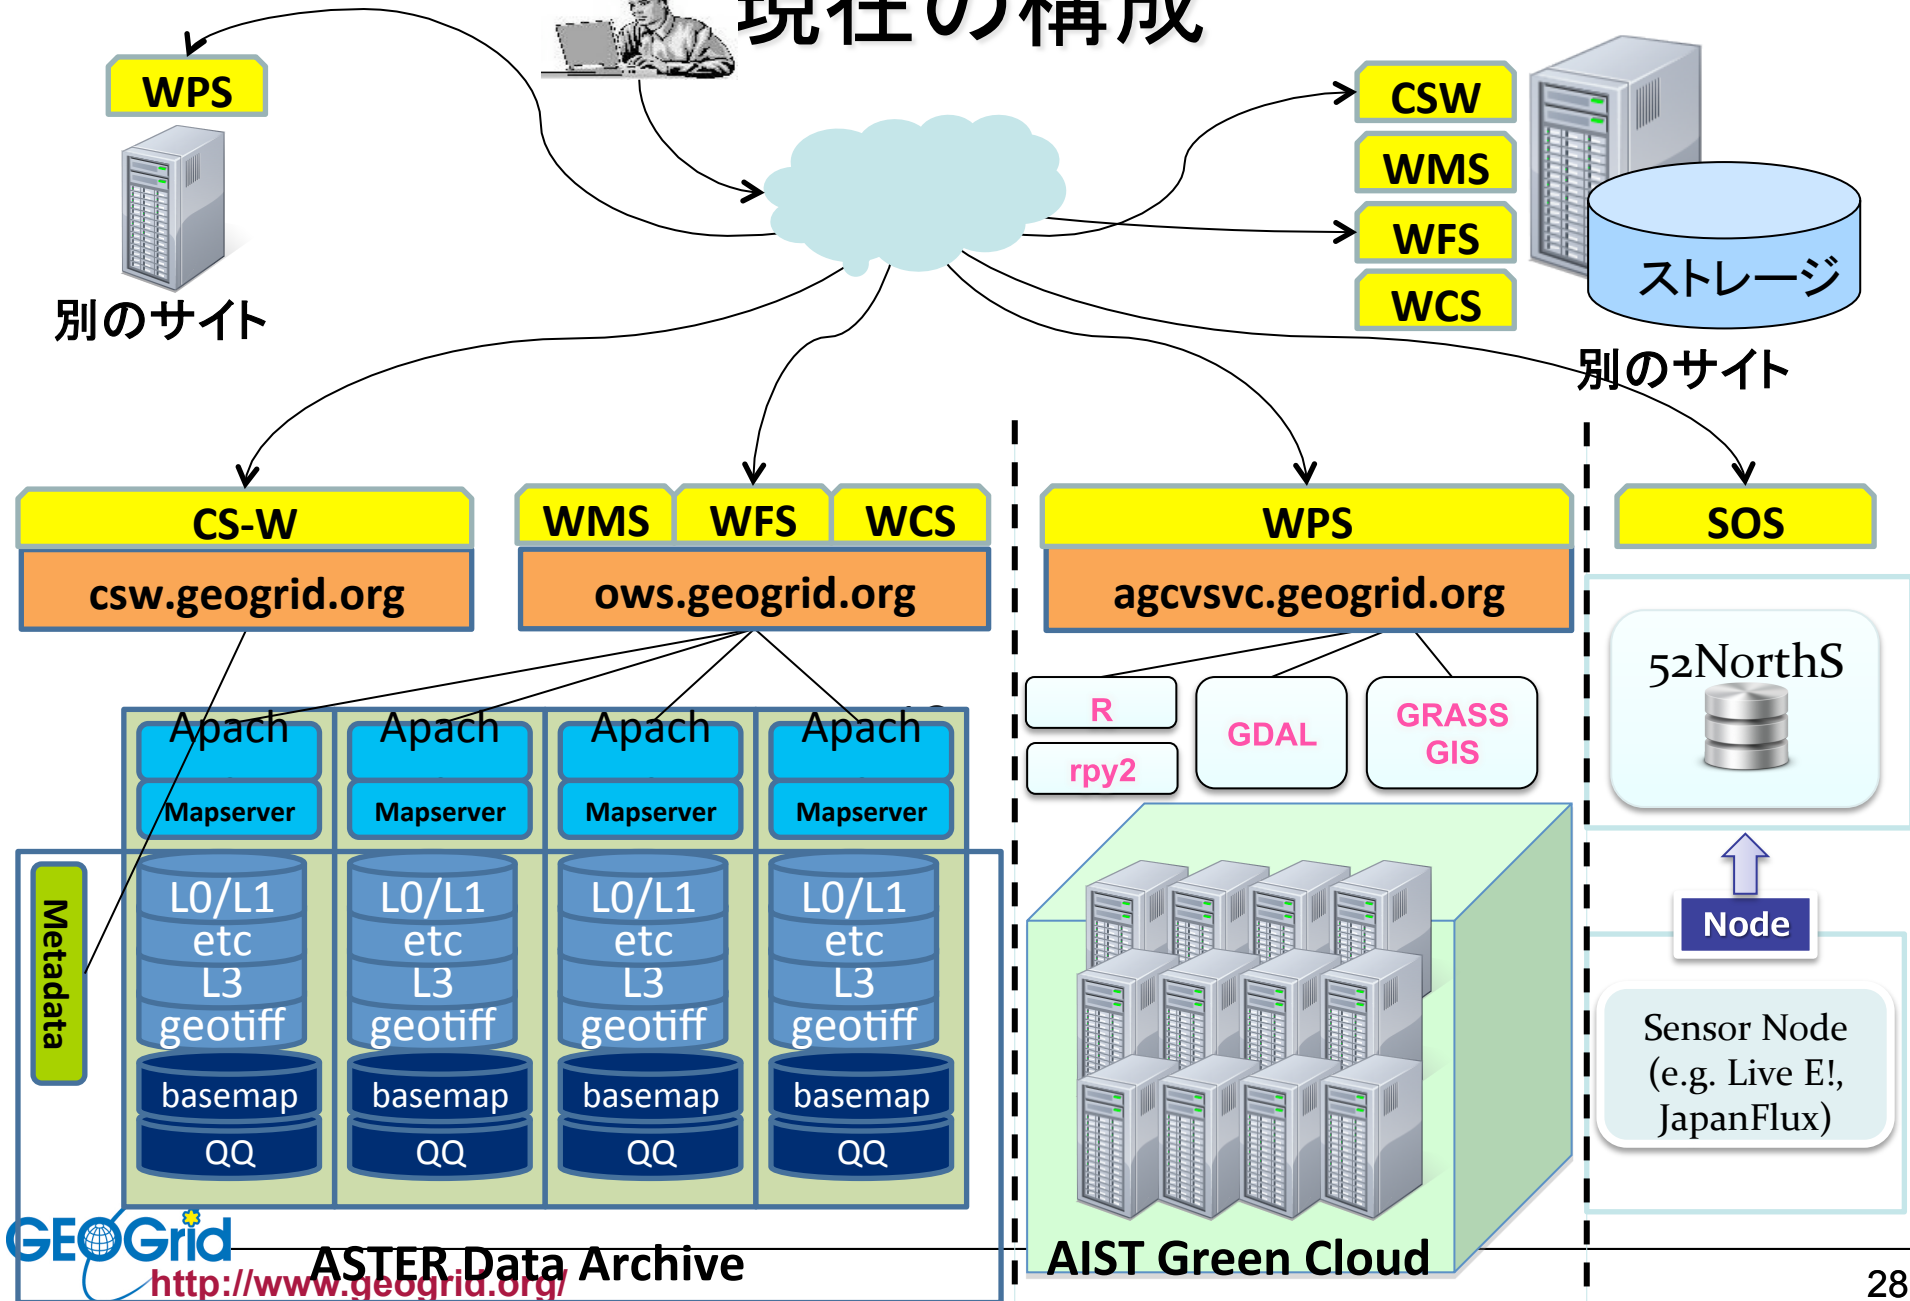 現在の構成
WPS
別のサイト
CSW
WMS
WFS
WCS
ストレージ
別のサイト
CS-W
csw.geogrid.org
WMS WFS WCS
ows.geogrid.org
WPS
agcvsvc.geogrid.org
SOS
Apach
Apach
Apach
Apach
Mapserver
Mapserver
Mapserver
Mapserver
Metadata
L0/L1
etc
L3
geotiff
basemap
QQ
L0/L1
etc
L3
geotiff
basemap
QQ
L0/L1
etc
L3
geotiff
basemap
QQ
L0/L1
etc
L3
geotiff
basemap
QQ
R
rpy2
GDAL
GRASS
GIS
52NorthS
Node
Sensor Node
(e.g. Live E!,
JapanFlux)
GEOGrid
ASTER Data Archive
http://www.geogrid.org/
AIST Green Cloud
28